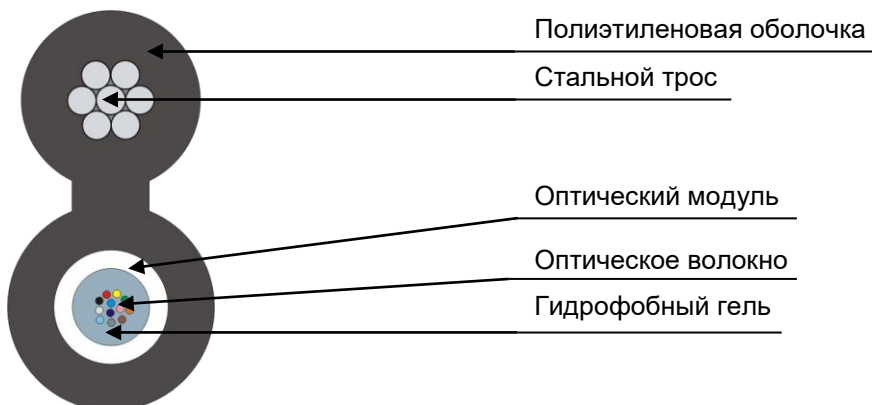 Полиэтиленовая оболочка
Стальной трос
Оптический модуль
Оптическое волокно
Гидрофобный гель